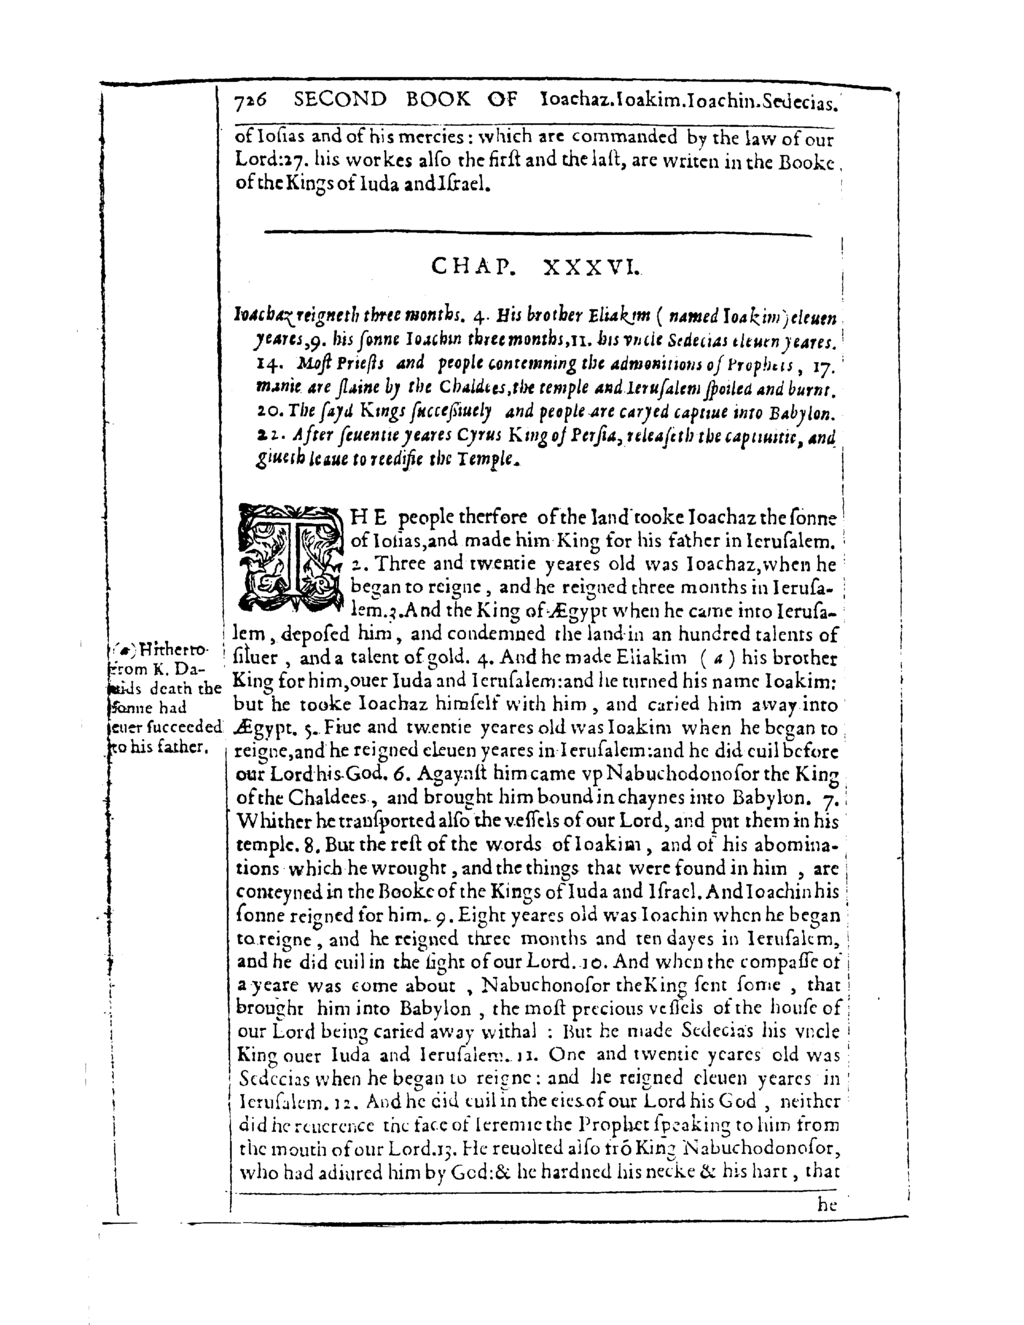 726 SECOND BOOK OF Ioachaz.Ioakim.Ioachin.Sedecias.
of Ioſias and of his mercies: which are commanded by the law of our
Lord:27. his workes alſo the firſt and the laſt, are writen in the Booke
of the Kings of Iuda and Iſrael.
CHAP. XXXVI.
Ioachaz reigneth three months. 4. His brother Eliakim ( named Ioakim) eleuen
yeares,9. his ſonne Ioachin three months,11. his vncle Sedecias eleuen yeares.
14. Moſt Prieſts and people contemning the admonitions of Prophets, 17.
manie are ſlaine by the Chaldees,the temple and Ieruſalem ſpoiled and burnt.
20. The ſayd Kings ſucceſſiuely and people are caryed captiue into Babylon.
22. After ſeuentie yeares Cyrus King of Perſia, releaſeth the captiuitie, and
giueth leaue to reedifie the Temple.
THE people therfore of the land tooke Ioachaz the ſonne
of Ioſias,and made him King for his father in Ieruſalem.
2. Three and twentie yeares old was Ioachaz,when he
began to reigne, and he reigned three months in Ieruſa-
lem.3.And the King of Ægypt when he came into Ieruſa-
lem, depoſed him, and condemned the land in an hundred talents of
ſiluer, and a talent of gold. 4. And he made Eliakim ( a ) his brother
King for him,ouer Iuda and Ieruſalem:and he turned his name Ioakim:
but he tooke Ioachaz himſelf with him, and caried him away into
Ægypt. 5. Fiue and twentie yeares old was Ioakim when he began to
reigne,and he reigned eleuen yeares in Ieruſalem:and he did euil before
our Lord his God. 6. Agaynſt him came vp Nabuchodonoſor the King
of the Chaldees, and brought him bound in chaynes into Babylon. 7.
Whither he tranſported alſo the veſſels of our Lord, and put them in his
temple. 8. But the reſt of the words of Ioakim, and of his abomina-
tions which he wrought, and the things that were found in him, are
conteyned in the Booke of the Kings of Iuda and Iſrael. And Ioachin his
ſonne reigned for him. 9. Eight yeares old was Ioachin when he began
to reigne, and he reigned three months and ten dayes in Ieruſalem,
and he did euil in the ſight of our Lord. 10. And when the compaſſe of
a yeare was come about, Nabuchonoſor the King ſent ſome, that
brought him into Babylon, the moſt precious veſſels of the houſe of
our Lord being caried away withal : But he made Sedecias his vncle
King ouer Iuda and Ieruſalem. 11. One and twentie yeares old was
Sedecias when he began to reigne: and he reigned eleuen yeares in
Ieruſalem. 12. And he did euil in the eies of our Lord his God, neither
did he reuerence the face of Ieremie the Prophet ſpeaking to him from
the mouth of our Lord.13. He reuolted alſo frõ King Nabuchodonoſor,
who had adiured him by God:& he hardned his necke & his hart, that
he
(a) Hitherto
from K. Da-
uids death the
ſonne had
euer ſucceeded
to his father.